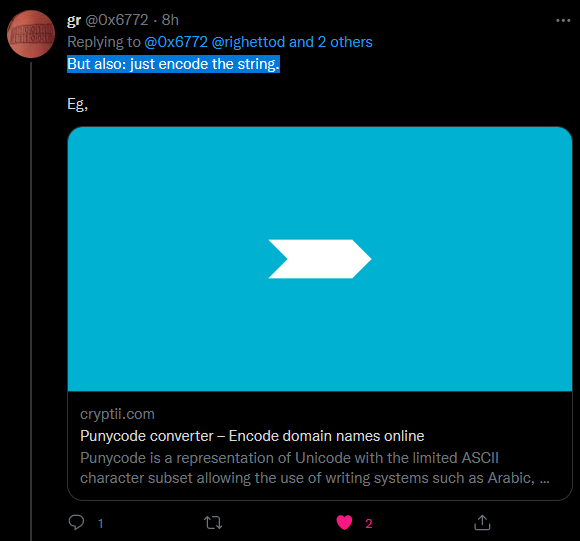 gr @0x6772 · 8h
Replying to @0x6772 @righettod and 2 others
But also: just encode the string.
Eg,
cryptii.com
Punycode converter – Encode domain names online
Punycode is a representation of Unicode with the limited ASCII
character subset allowing the use of writing systems such as Arabic, ...
1
2